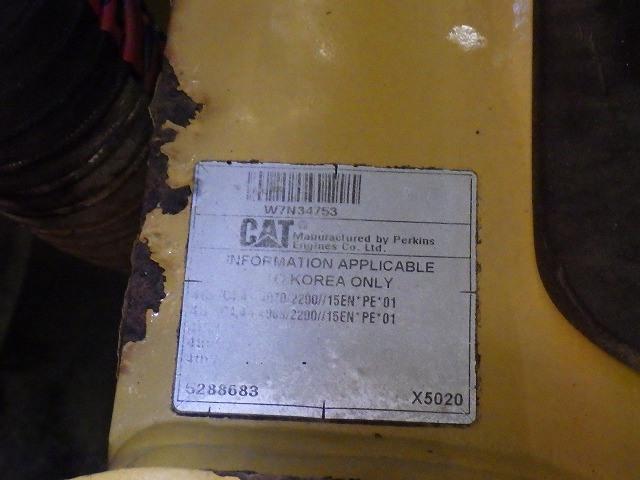 W7N34753
CAT®
Manufactured by Perkins
Engines Co. Ltd.
INFORMATION APPLICABLE
TO KOREA ONLY
2200//15EN*PE*01
2200//15EN*PE*01
5288683
X5020